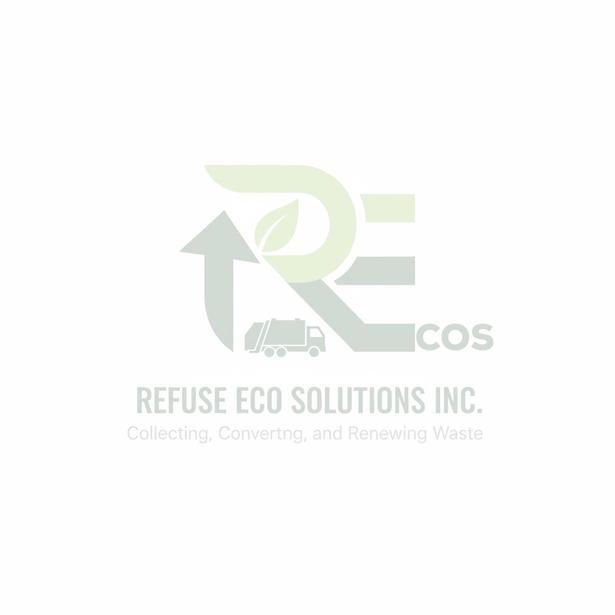 RE
COS
REFUSE ECO SOLUTIONS INC.
Collecting, Convertng, and Renewing Waste